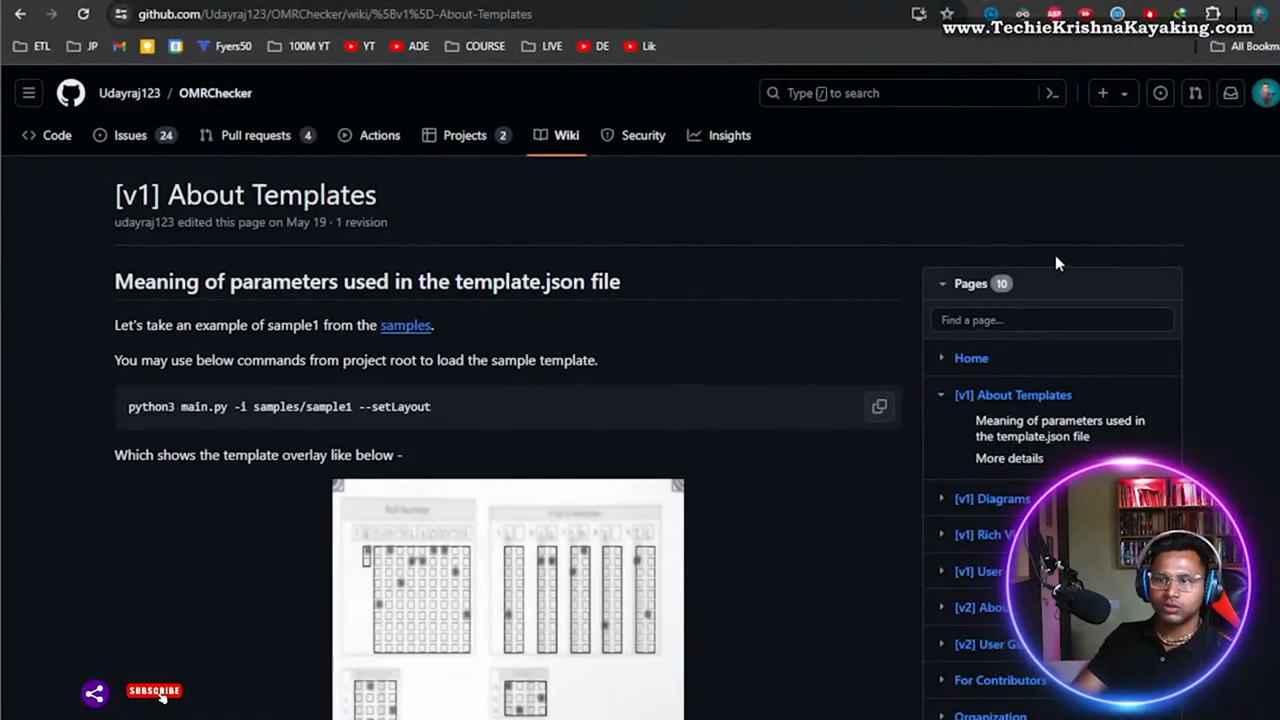 github.com/Udayraj123/OMRChecker/wiki/%5Bv1%5D-About-Templates
www.TechieKrishnaKayaking.com
ETL
JP
Fyers50
100M YT
YT
ADE
COURSE
LIVE
DE
Lik
All Bookm
Udayraj123 / OMRChecker
Type / to search
Code
Issues 24
Pull requests 4
Actions
Projects 2
Wiki
Security
Insights
[v1] About Templates
udayraj123 edited this page on May 19 · 1 revision
Meaning of parameters used in the template.json file
Let's take an example of sample1 from the samples.
You may use below commands from project root to load the sample template.
python3 main.py -i samples/sample1 --setLayout
Which shows the template overlay like below -
Roll Number
Pages 10
Find a page...
Home
[v1] About Templates
Meaning of parameters used in
the template.json file
More details
[v1] Diagrams
[v1] Rich Vi
[v1] User
[v2] Abou
[v2] User Gu
For Contributors
Organization
SUBSCRIBE